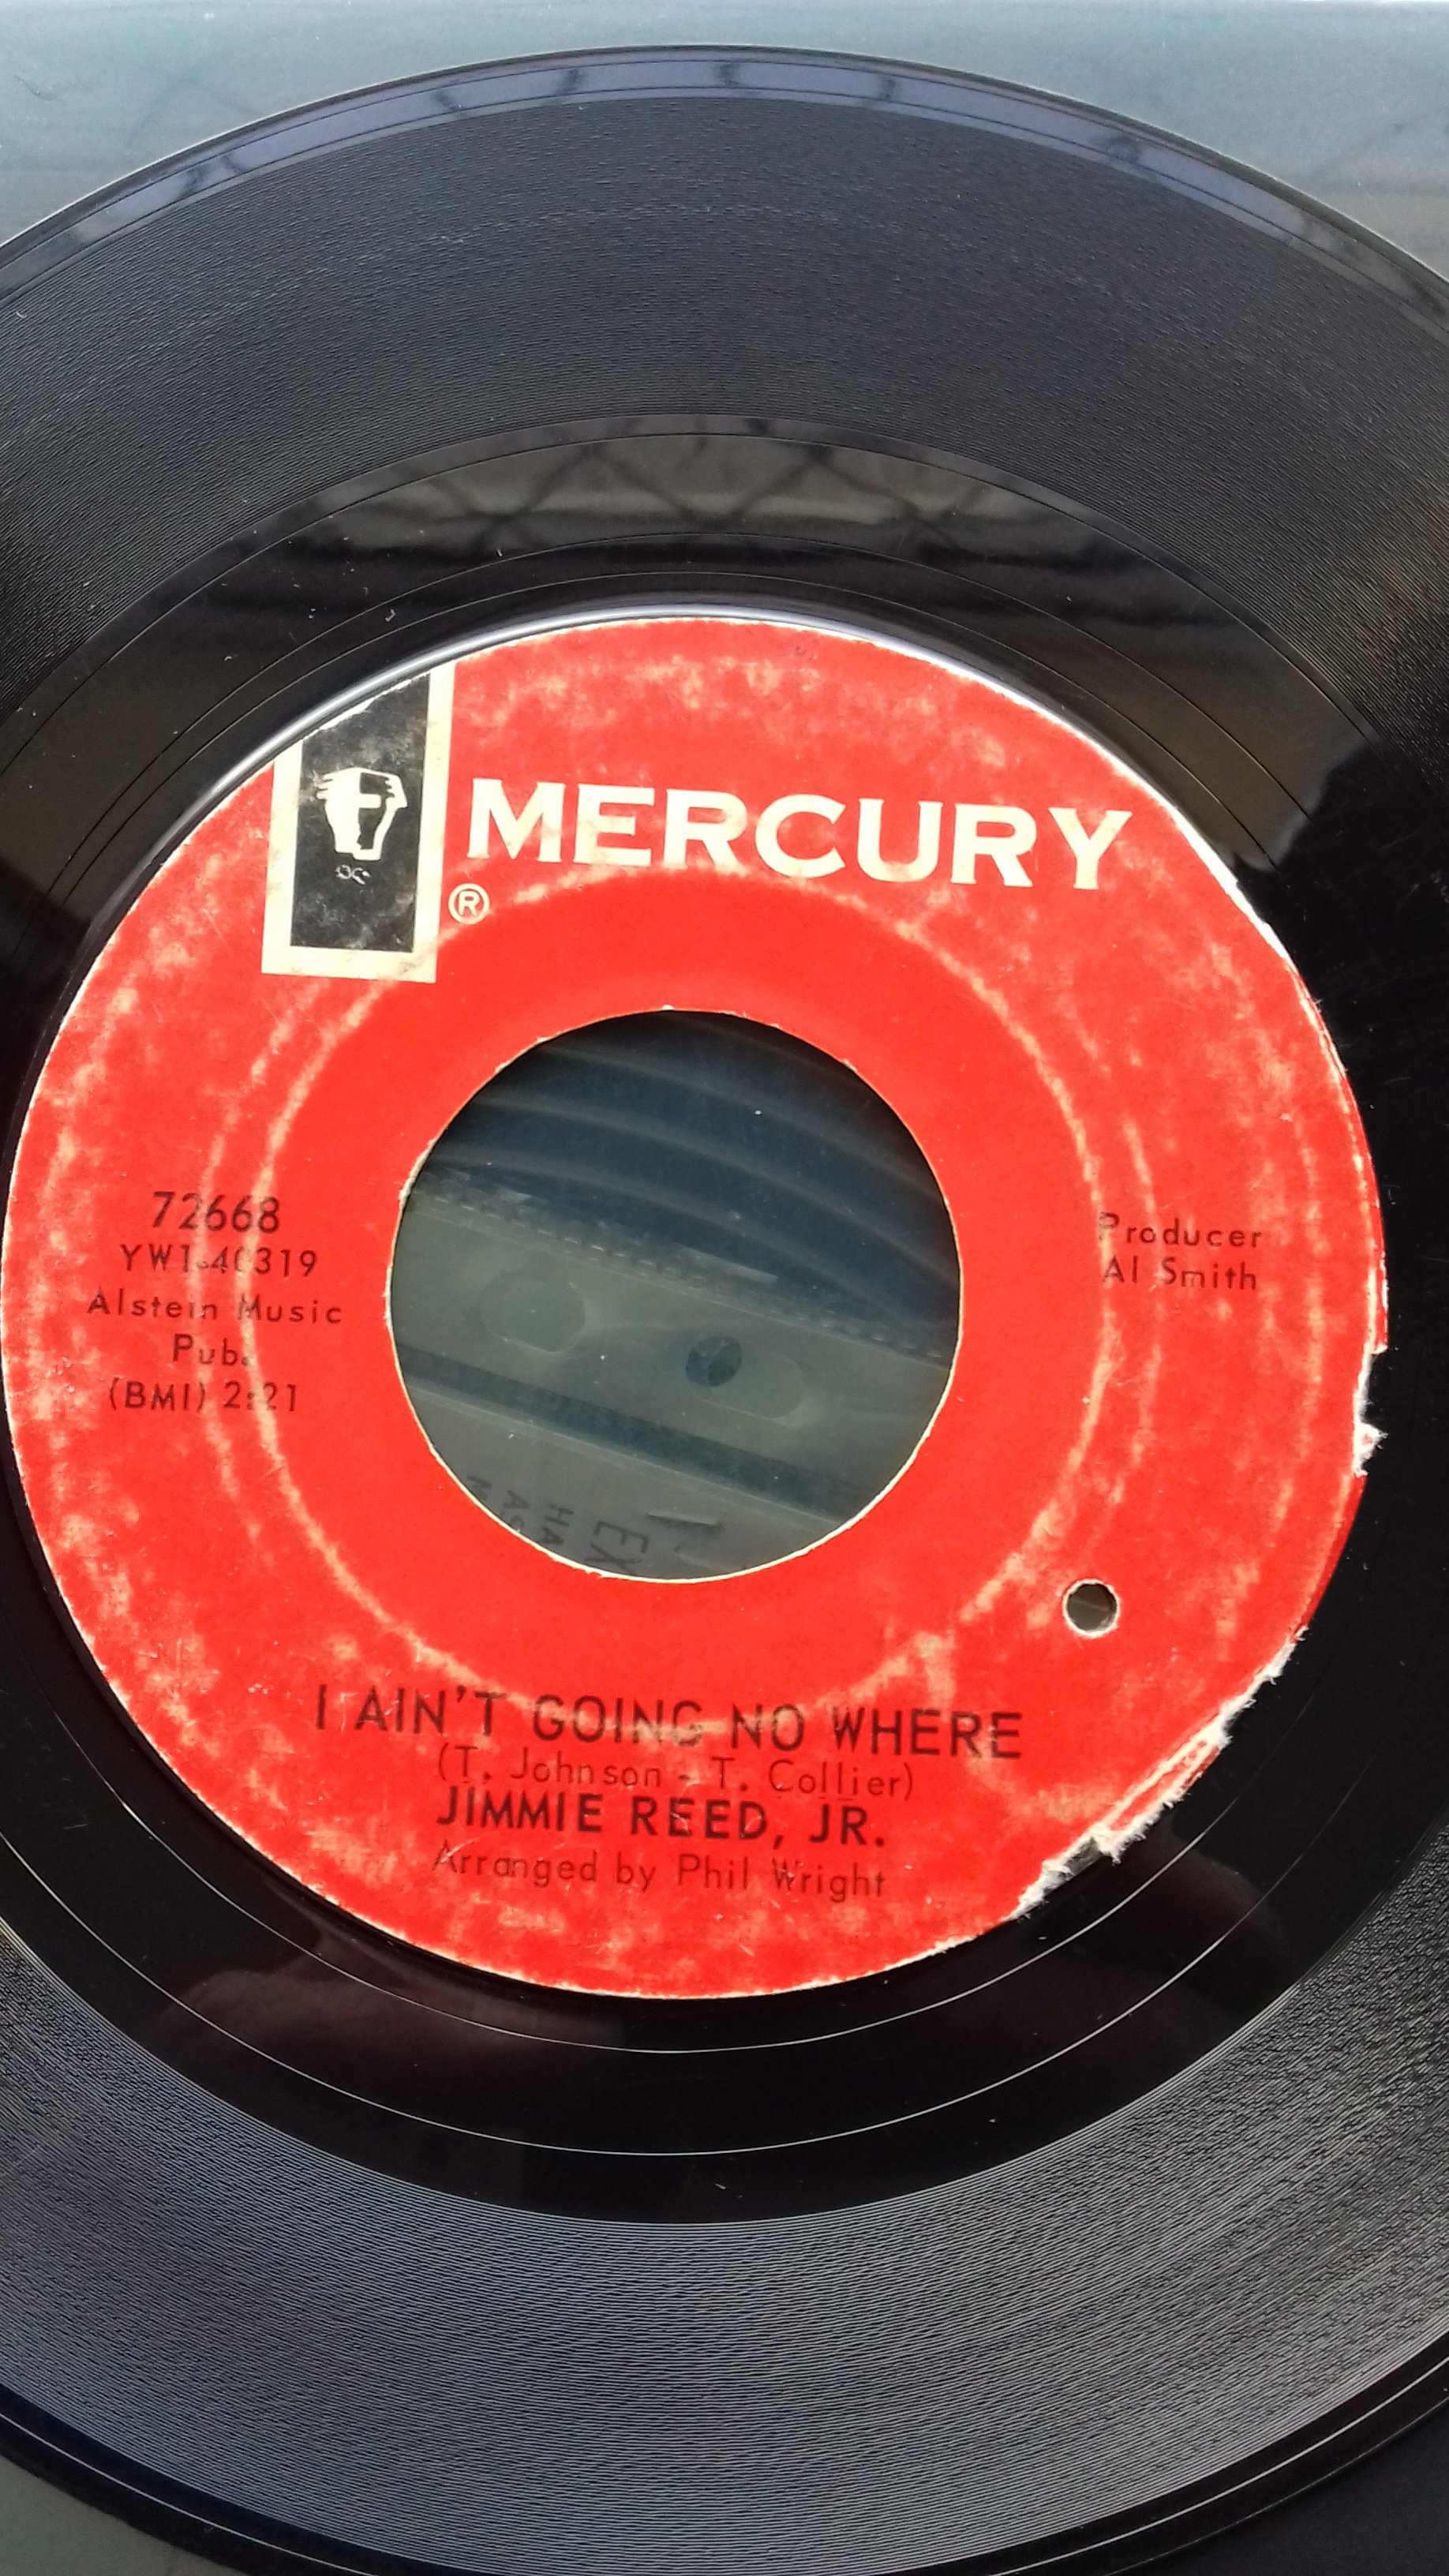 MERCURY
®
72668
YW1-40319
Alstein Music
Pub.
(BMI) 2:21
Producer
Al Smith
I AIN'T GOING NO WHERE
(T. Johnson - T. Collier)
JIMMIE REED, JR.
Arranged by Phil Wright